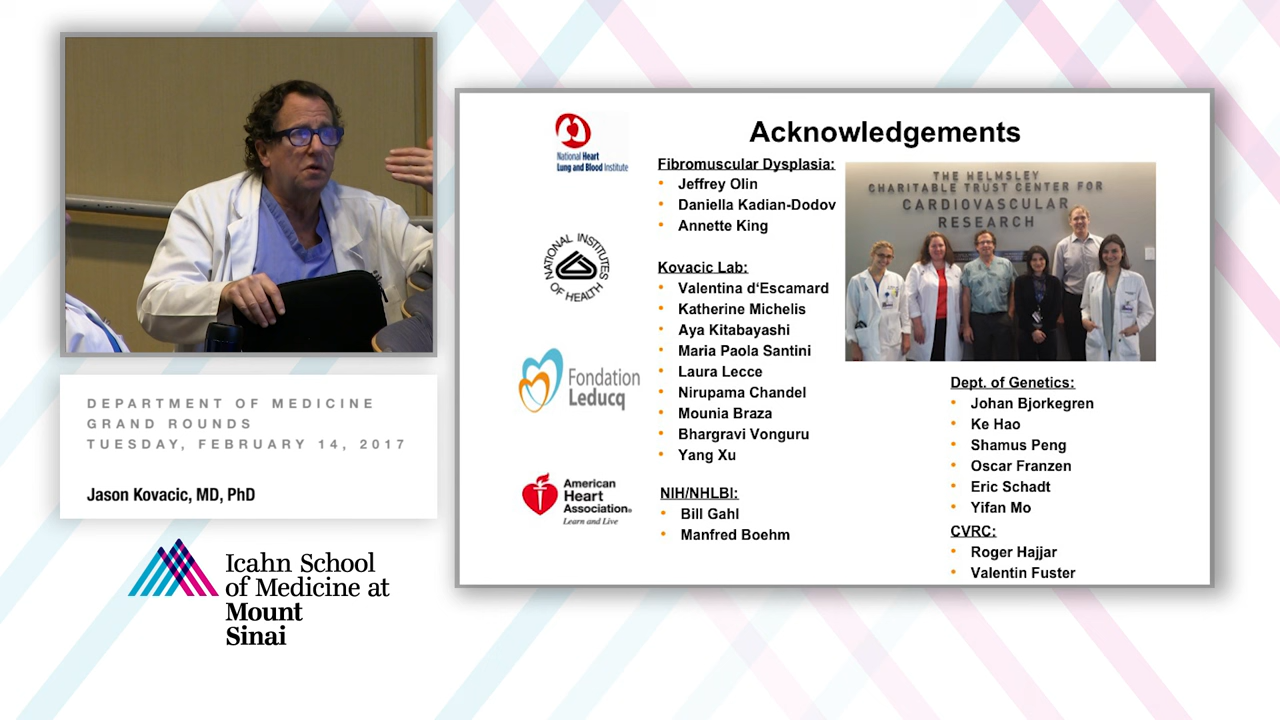 DEPARTMENT OF MEDICINE
GRAND ROUNDS
TUESDAY, FEBRUARY 14, 2017
Jason Kovacic, MD, PhD
Icahn School
of Medicine at
Mount
Sinai
National Heart
Lung and Blood Institute
NATIONAL INSTITUTES
OF HEALTH
Fondation
Leducq
American
Heart
Association®
Learn and Live
Acknowledgements
Fibromuscular Dysplasia:
• Jeffrey Olin
• Daniella Kadian-Dodov
• Annette King
Kovacic Lab:
• Valentina d'Escamard
• Katherine Michelis
• Aya Kitabayashi
• Maria Paola Santini
• Laura Lecce
• Nirupama Chandel
• Mounia Braza
• Bhargravi Vonguru
• Yang Xu
NIH/NHLBI:
• Bill Gahl
• Manfred Boehm
THE HELMSLEY
CHARITABLE TRUST CENTER FOR
CARDIOVASCULAR
RESEARCH
Dept. of Genetics:
• Johan Bjorkegren
• Ke Hao
• Shamus Peng
• Oscar Franzen
• Eric Schadt
• Yifan Mo
CVRC:
• Roger Hajjar
• Valentin Fuster